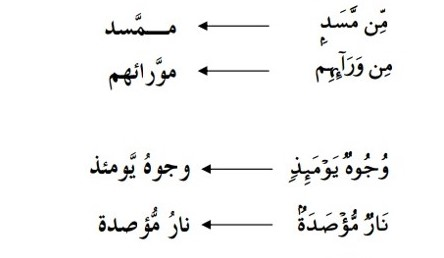 مِّن مَّسَدٍۭ ← مـــمَّسد
مِن وَرَآئِهِم ← موَّرائهم
وُجُوهٌ يَوْمَئِذٍ ← وجوهُ يَّومئذ
نَارٌ مُّؤْصَدَةٌۢ ← نارُ مُّؤصدة